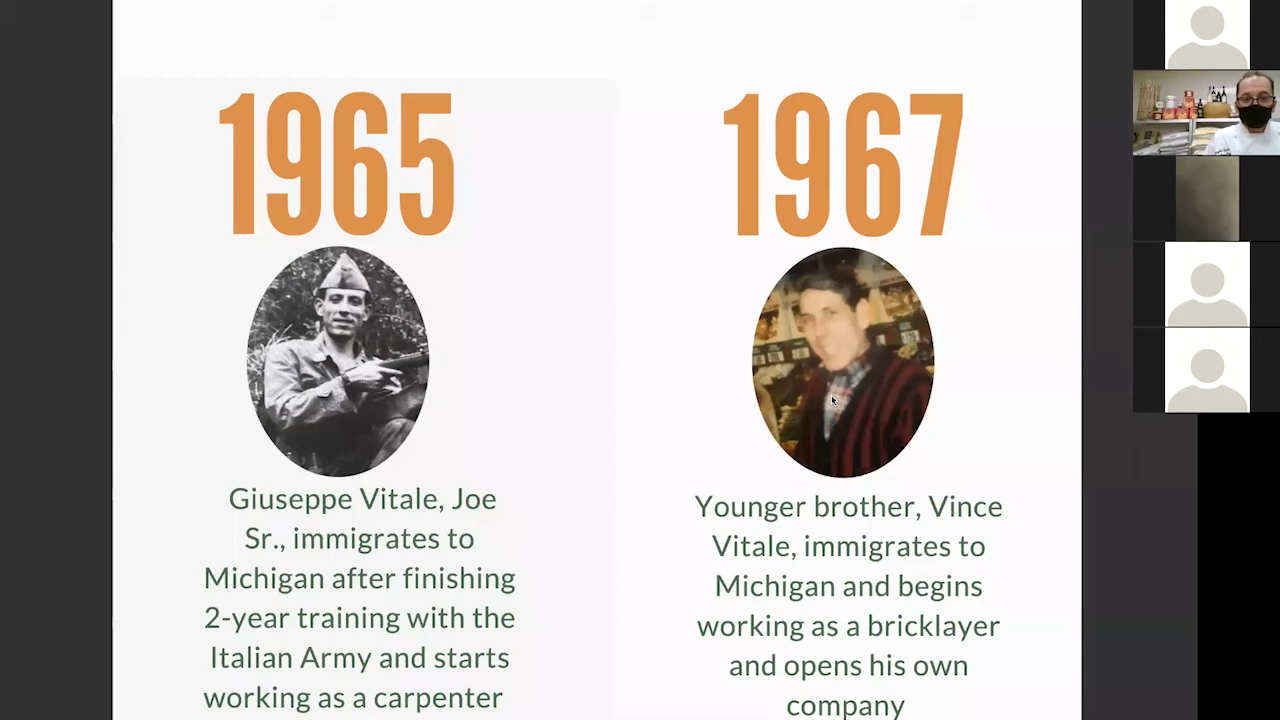 1965
Giuseppe Vitale, Joe
Sr., immigrates to
Michigan after finishing
2-year training with the
Italian Army and starts
working as a carpenter
1967
Younger brother, Vince
Vitale, immigrates to
Michigan and begins
working as a bricklayer
and opens his own
company